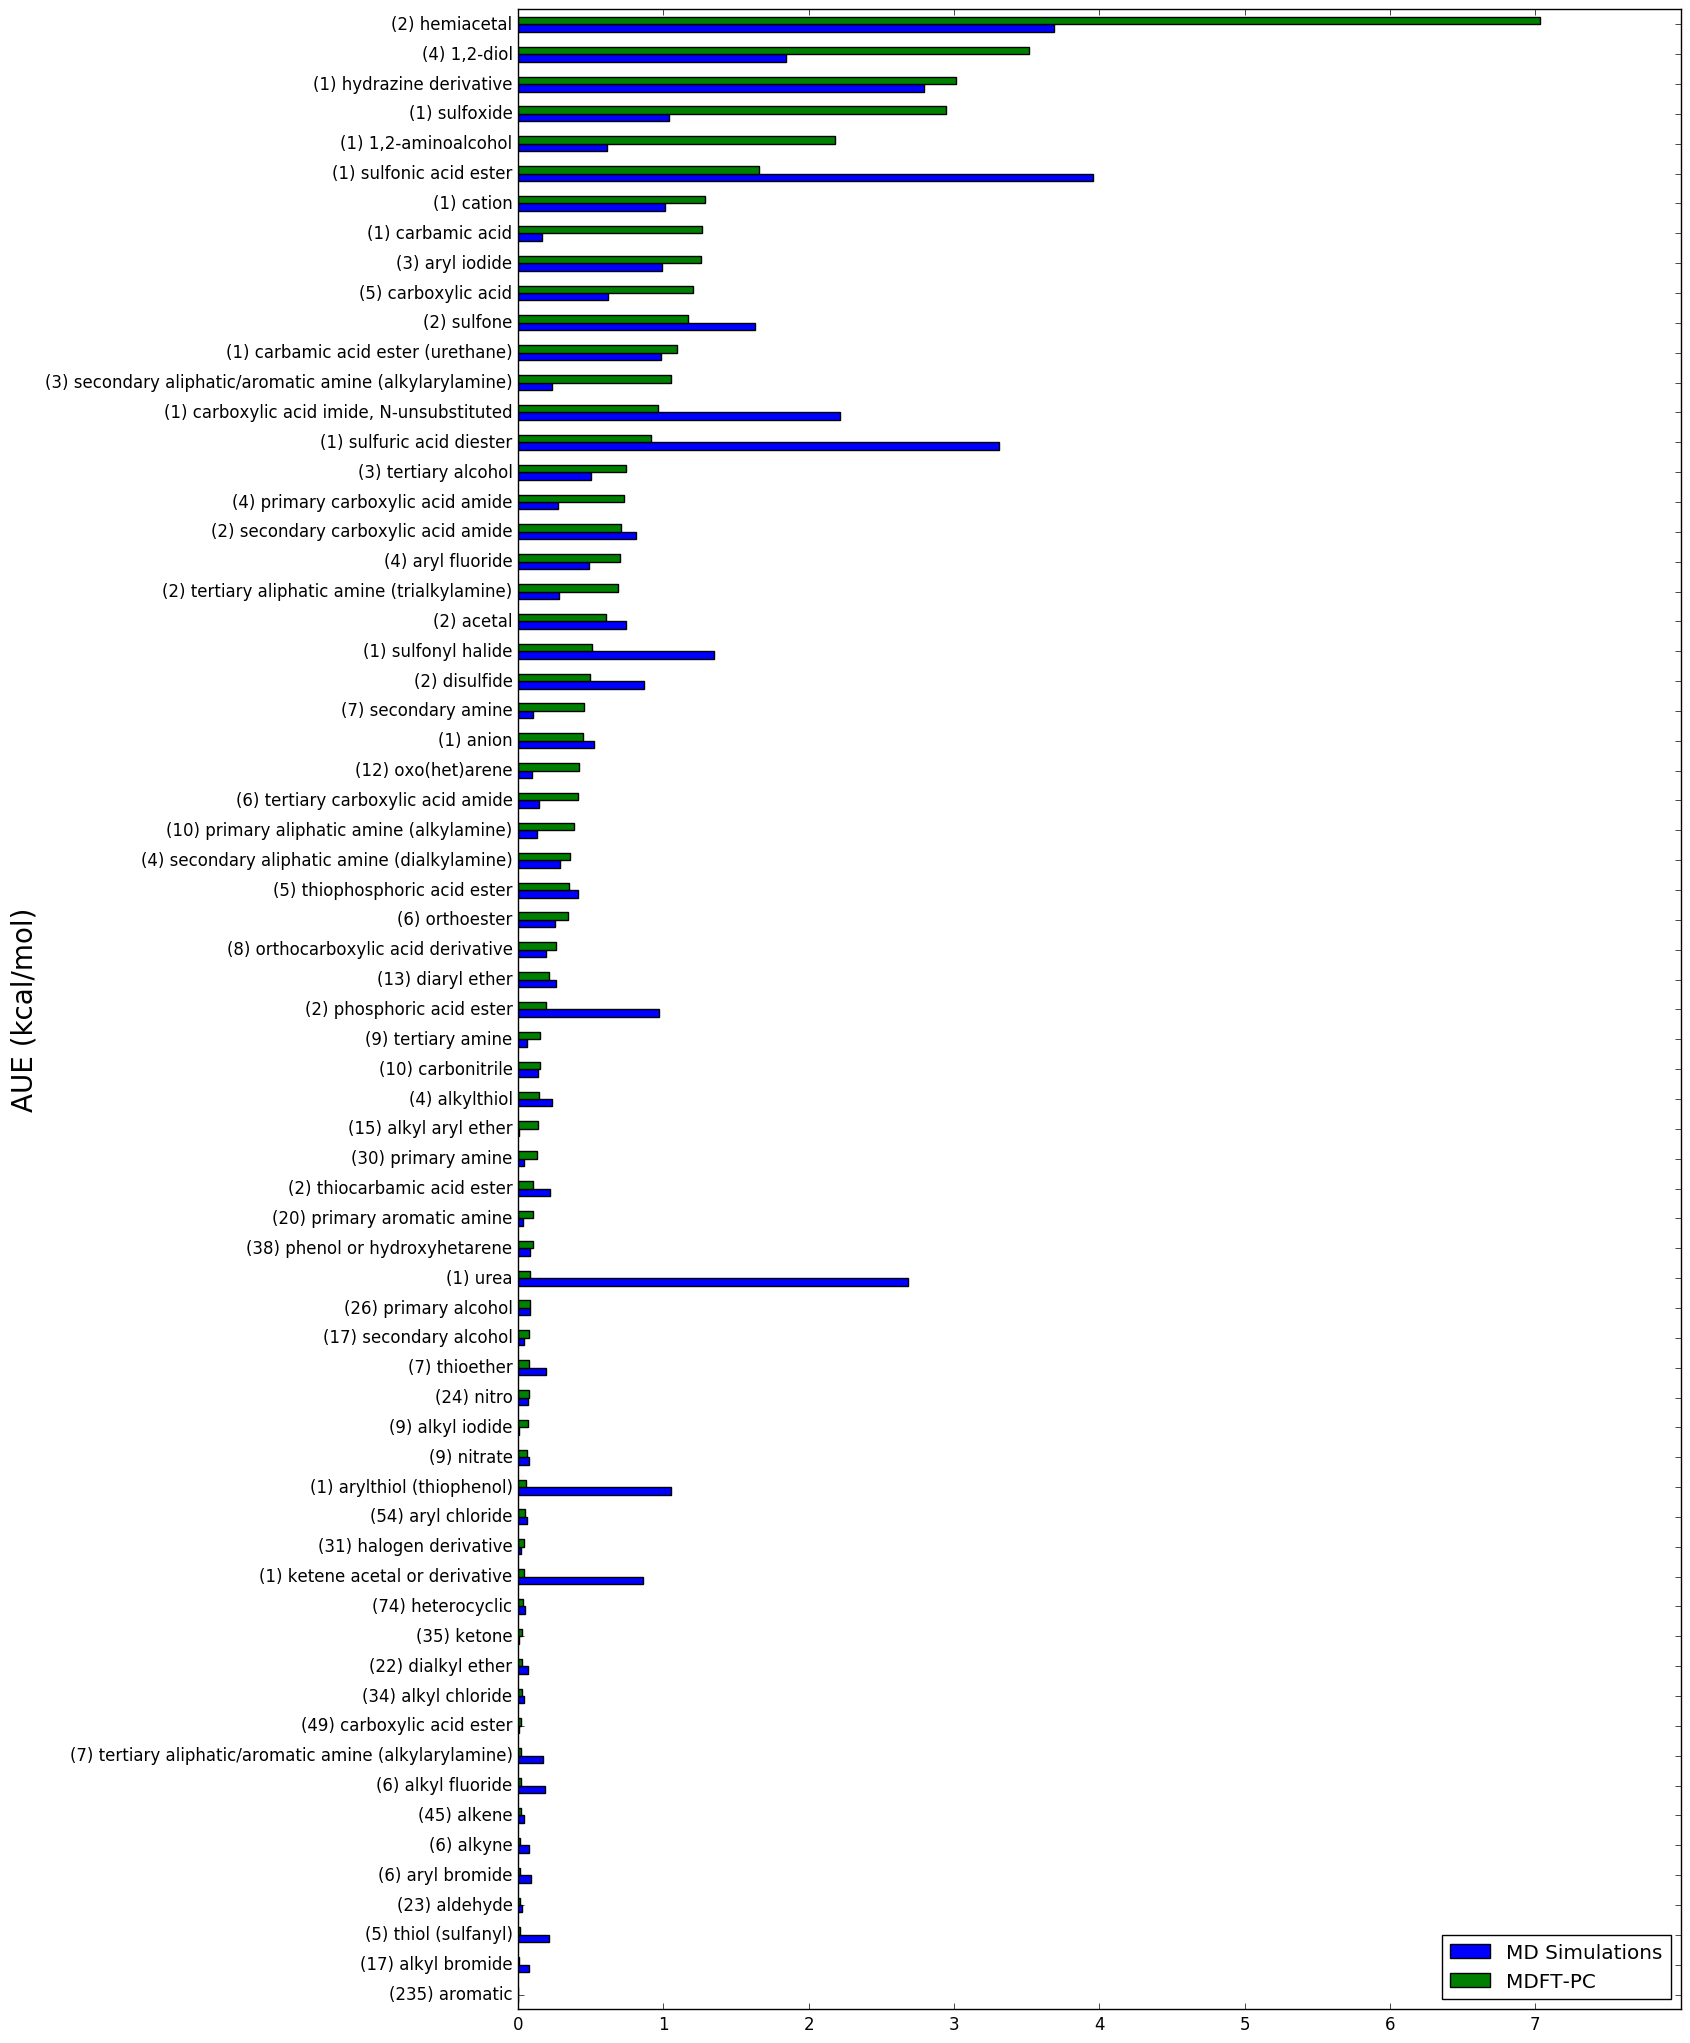 (2) hemiacetal
(4) 1,2-diol
(1) hydrazine derivative
(1) sulfoxide
(1) 1,2-aminoalcohol
(1) sulfonic acid ester
(1) cation
(1) carbamic acid
(3) aryl iodide
(5) carboxylic acid
(2) sulfone
(1) carbamic acid ester (urethane)
(3) secondary aliphatic/aromatic amine (alkylarylamine)
(1) carboxylic acid imide, N-unsubstituted
(1) sulfuric acid diester
(3) tertiary alcohol
(4) primary carboxylic acid amide
(2) secondary carboxylic acid amide
(4) aryl fluoride
(2) tertiary aliphatic amine (trialkylamine)
(2) acetal
(1) sulfonyl halide
(2) disulfide
(7) secondary amine
(1) anion
(12) oxo(het)arene
(6) tertiary carboxylic acid amide
(10) primary aliphatic amine (alkylamine)
(4) secondary aliphatic amine (dialkylamine)
(5) thiophosphoric acid ester
(6) orthoester
(8) orthocarboxylic acid derivative
(13) diaryl ether
(2) phosphoric acid ester
(9) tertiary amine
(10) carbonitrile
(4) alkylthiol
(15) alkyl aryl ether
(30) primary amine
(2) thiocarbamic acid ester
(20) primary aromatic amine
(38) phenol or hydroxyhetarene
(1) urea
(26) primary alcohol
(17) secondary alcohol
(7) thioether
(24) nitro
(9) alkyl iodide
(9) nitrate
(1) arylthiol (thiophenol)
(54) aryl chloride
(31) halogen derivative
(1) ketene acetal or derivative
(74) heterocyclic
(35) ketone
(22) dialkyl ether
(34) alkyl chloride
(49) carboxylic acid ester
(7) tertiary aliphatic/aromatic amine (alkylarylamine)
(6) alkyl fluoride
(45) alkene
(6) alkyne
(6) aryl bromide
(23) aldehyde
(5) thiol (sulfanyl)
(17) alkyl bromide
(235) aromatic
AUE (kcal/mol)
MD Simulations
MDFT-PC
0 1 2 3 4 5 6 7